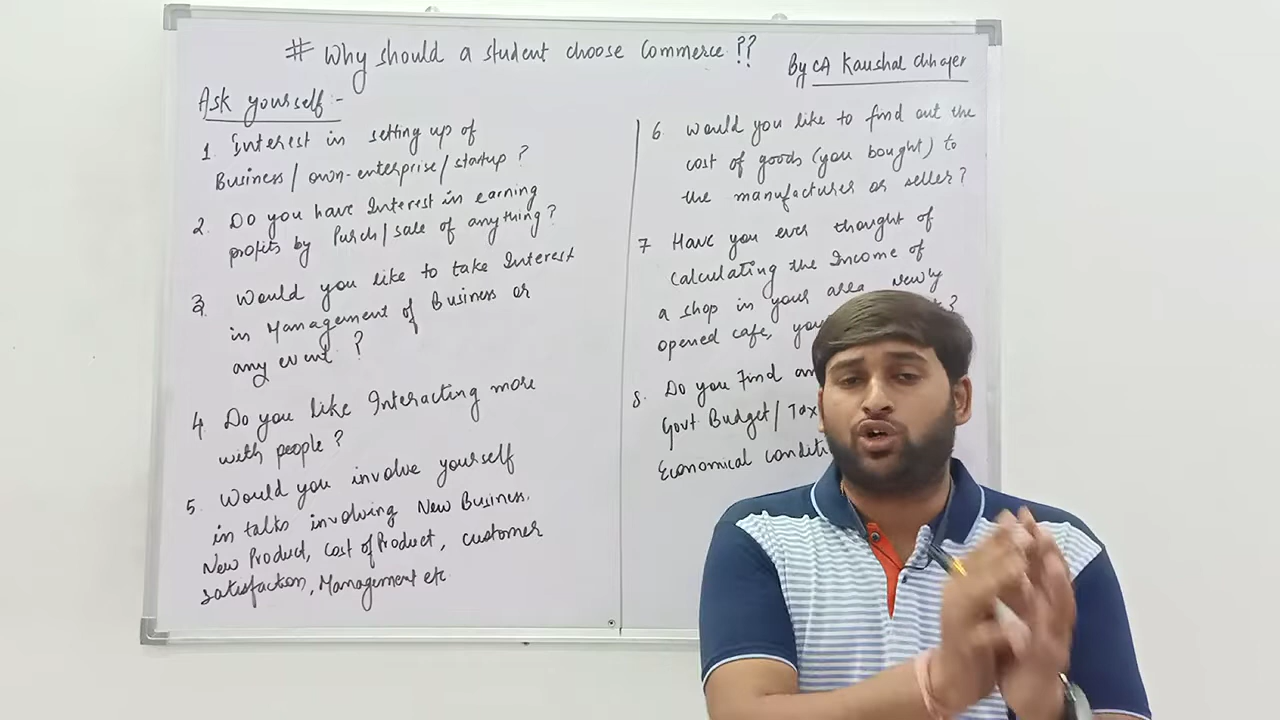 # Why should a student choose Commerce??
By CA Kaushal Chhajer
Ask yourself:-
1. Interest in setting up of
Business/own-enterprise/startup?
2. Do you have Interest in earning
profits by Purch/sale of anything?
3. Would you like to take Interest
in Management of Business or
any event?
4. Do you like Interacting more
with people?
5. Would you involve yourself
in talks involving New Business.
New Product, Cost of Product, customer
satisfaction, Management etc
6. Would you like to find out the
cost of goods (you bought) to
the manufacturer or seller?
7 Have you ever thought of
Calculating the Income of
a shop in your area, newly
opened cafe,
8. Do you Find
Govt Budget/Tax
Economical